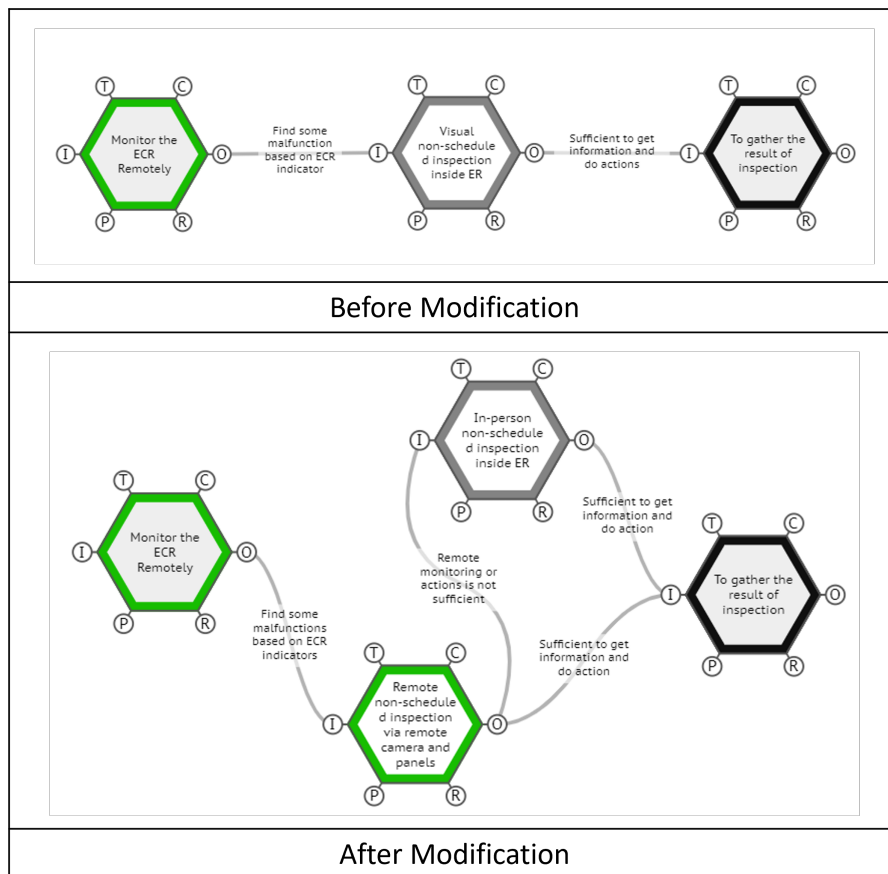 T
C
Monitor the
ECR
Remotely
I
O
P
R
Find some
malfunction
based on ECR
indicator
T
C
Visual
non-schedule
d inspection
inside ER
I
O
P
R
Sufficient to get
information and
do actions
T
C
To gather the
result of
inspection
I
O
P
R
Before Modification
T
C
In-person
non-schedule
d inspection
inside ER
I
O
P
R
T
C
Monitor the
ECR
Remotely
I
O
P
R
Find some
malfunctions
based on ECR
indicators
Remote
monitoring or
actions is not
sufficient
Sufficient to get
information and
do action
T
C
To gather the
result of
inspection
I
O
P
R
Sufficient to get
information and
do action
T
C
Remote
non-schedule
d inspection
via remote
camera and
panels
I
O
P
R
After Modification